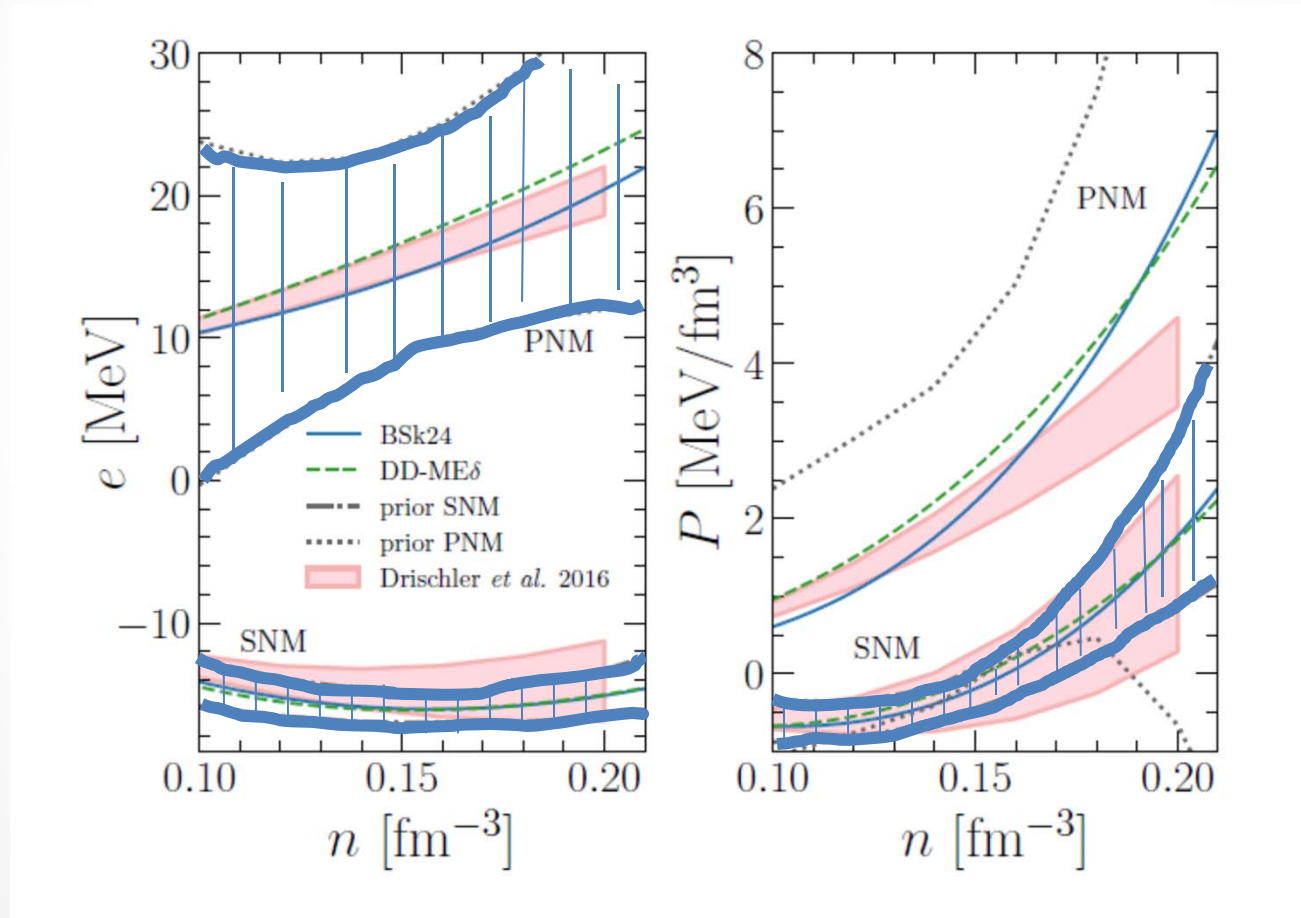 30
20
10
0
−10
e [MeV]
PNM
BSk24
DD-MEδ
prior SNM
prior PNM
Drischler et al. 2016
SNM
0.10 0.15 0.20
n [fm⁻³]
8
6
4
2
0
P [MeV/fm³]
PNM
SNM
0.10 0.15 0.20
n [fm⁻³]